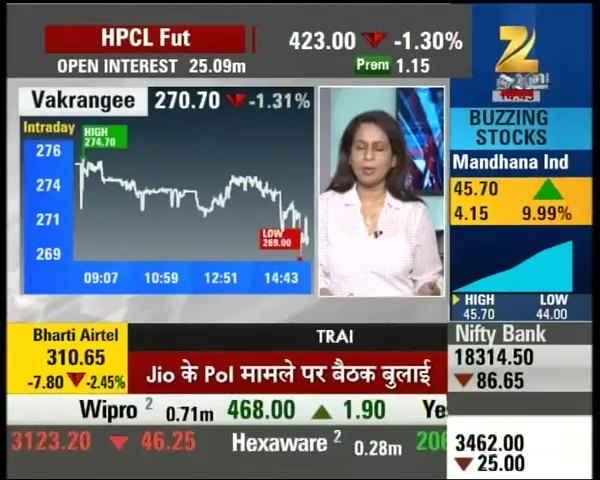 HPCL Fut
423.00 -1.30%
OPEN INTEREST 25.09m
Prem 1.15
Vakrangee 270.70 -1.31%
Intraday
HIGH
274.70
276
274
271
269
LOW
269.00
09:07 10:59 12:51 14:43
BUZZING
STOCKS
Mandhana Ind
45.70
4.15 9.99%
HIGH LOW
45.70 44.00
Bharti Airtel
310.65
-7.80 -2.45%
TRAI
Jio के PoI मामले पर बैठक बुलाई
Nifty Bank
18314.50
86.65
Wipro 2 0.71m 468.00 1.90 Yes
3123.20 46.25 Hexaware 2 0.28m 206
3462.00
25.00